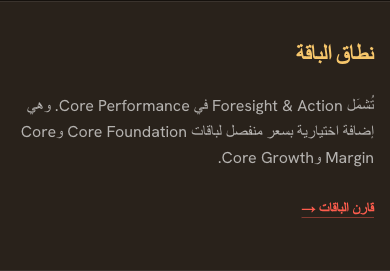 نطاق الباقة
تُشمَل Foresight & Action في Core Performance. وهي
إضافة اختيارية بسعر منفصل لباقات Core Foundation وCore
Margin وCore Growth.
قارن الباقات →